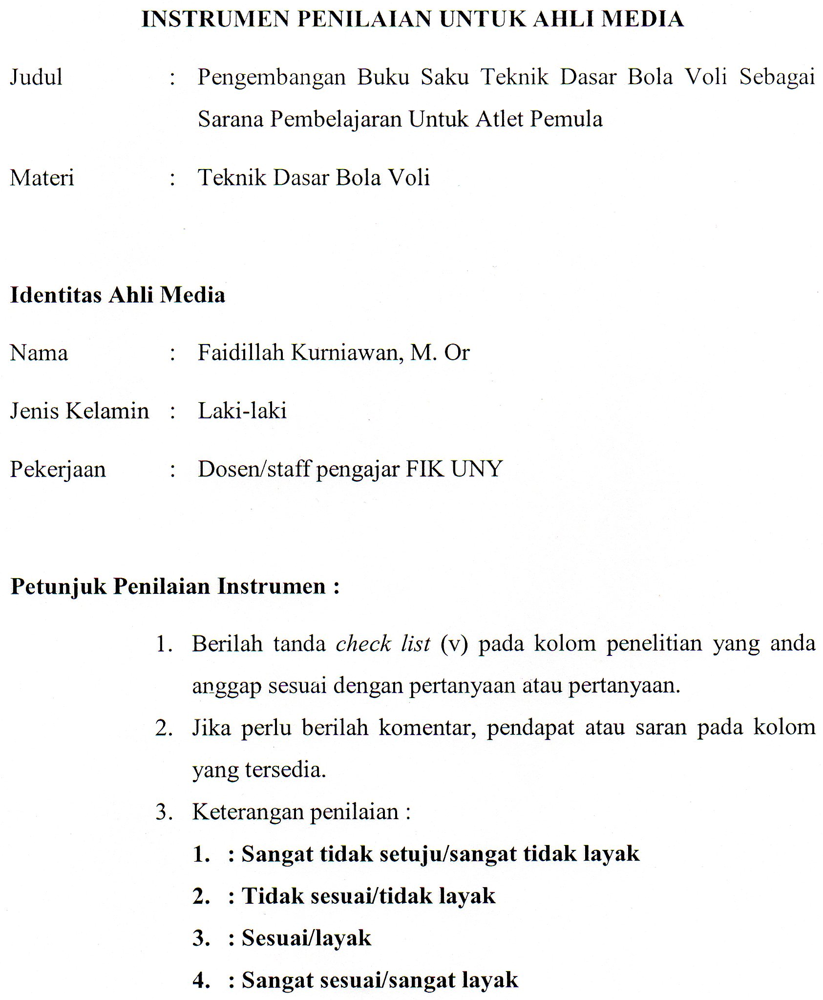 INSTRUMEN PENILAIAN UNTUK AHLI MEDIA
Judul : Pengembangan Buku Saku Teknik Dasar Bola Voli Sebagai
Sarana Pembelajaran Untuk Atlet Pemula
Materi : Teknik Dasar Bola Voli
Identitas Ahli Media
Nama : Faidillah Kurniawan, M. Or
Jenis Kelamin : Laki-laki
Pekerjaan : Dosen/staff pengajar FIK UNY
Petunjuk Penilaian Instrumen :
1. Berilah tanda check list (v) pada kolom penelitian yang anda
anggap sesuai dengan pertanyaan atau pertanyaan.
2. Jika perlu berilah komentar, pendapat atau saran pada kolom
yang tersedia.
3. Keterangan penilaian :
1. : Sangat tidak setuju/sangat tidak layak
2. : Tidak sesuai/tidak layak
3. : Sesuai/layak
4. : Sangat sesuai/sangat layak